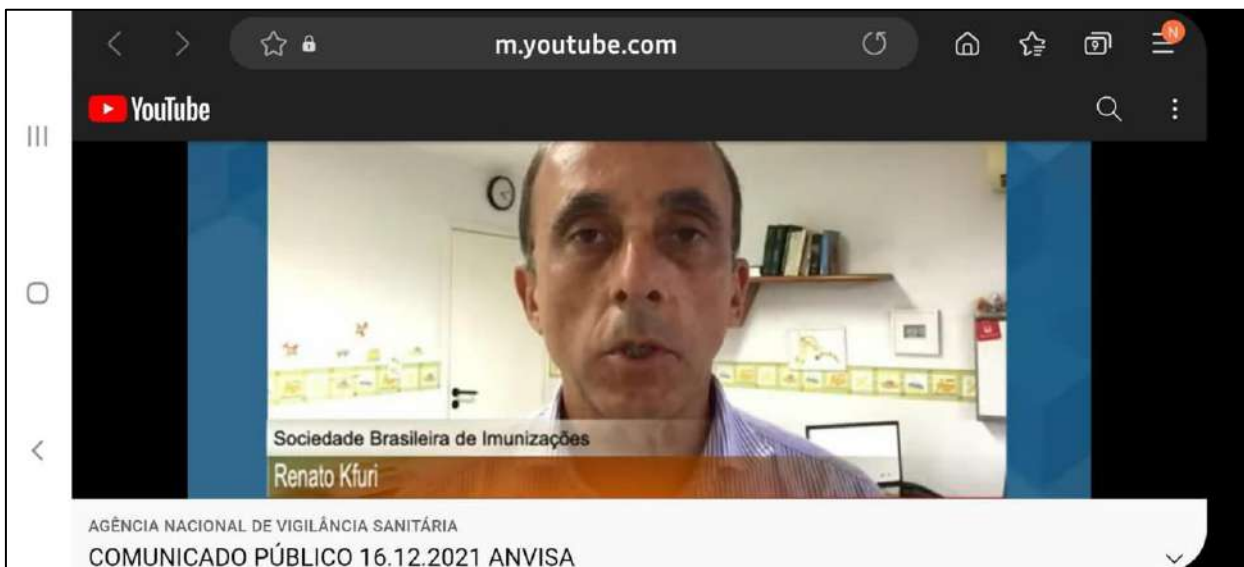 m.youtube.com
9
N
YouTube
Sociedade Brasileira de Imunizações
Renato Kfuri
AGÊNCIA NACIONAL DE VIGILÂNCIA SANITÁRIA
COMUNICADO PÚBLICO 16.12.2021 ANVISA